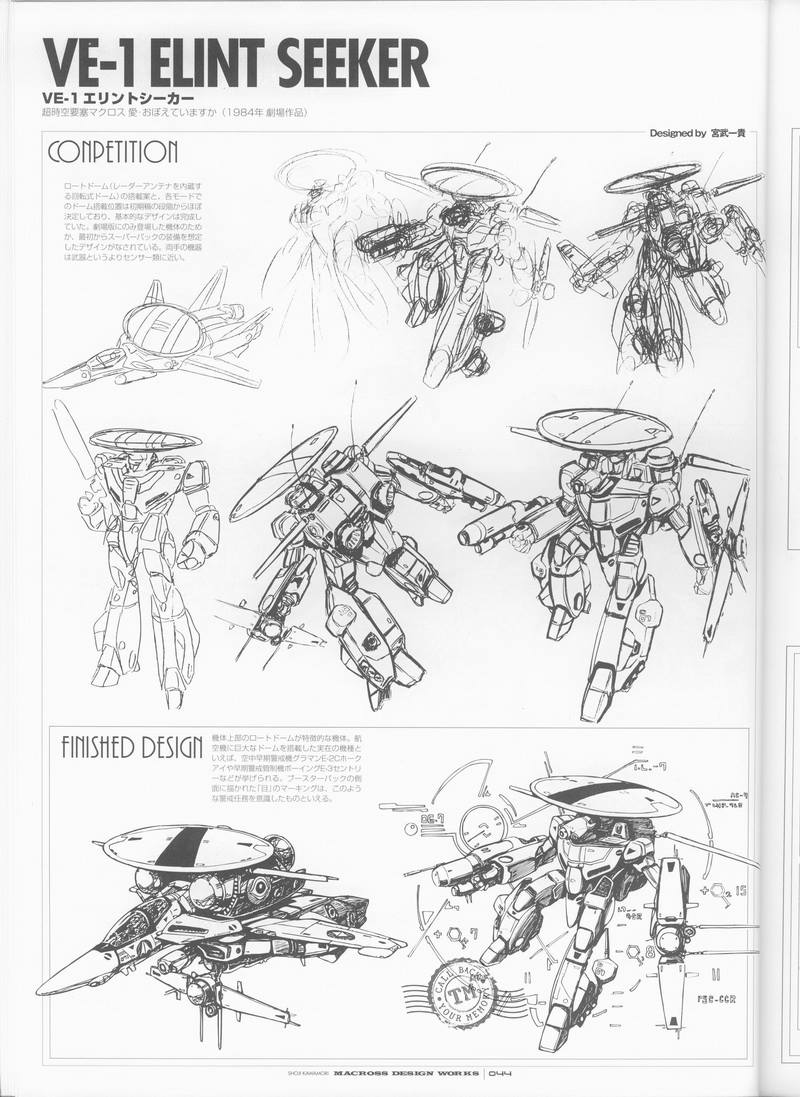 VE-1 ELINT SEEKER
VE-1 エリントシーカー
超時空要塞マクロス 愛・おぼえていますか（1984年 劇場作品）
Designed by 宮武一貴
CONPETITION
ロートドーム（レーダーアンテナを内蔵す
る回転式ドーム）の搭載案と、各モードで
のドーム搭載位置は初期稿の段階からほぼ
決定しており、基本的なデザインは完成し
ていた。劇場版にのみ登場した機体のため
か、最初からスーパーパックの装備を想定
したデザインがなされている。両手の機器
は武器というよりセンサー類に近い。
FINISHED DESIGN
機体上部のロートドームが特徴的な機体。航
空機に巨大なドームを搭載した実在の機種と
いえば、空中早期警戒機グラマンE-2Cホーク
アイや早期警戒管制機ボーイングE-3セントリ
ーなどが挙げられる。ブースターパックの側
面に描かれた「目」のマーキングは、このよう
な警戒任務を意識したものといえる。
CALL BACK
TM
YOUR MEMORY
SHOJI KAWAMORI MACROSS DESIGN WORKS 044